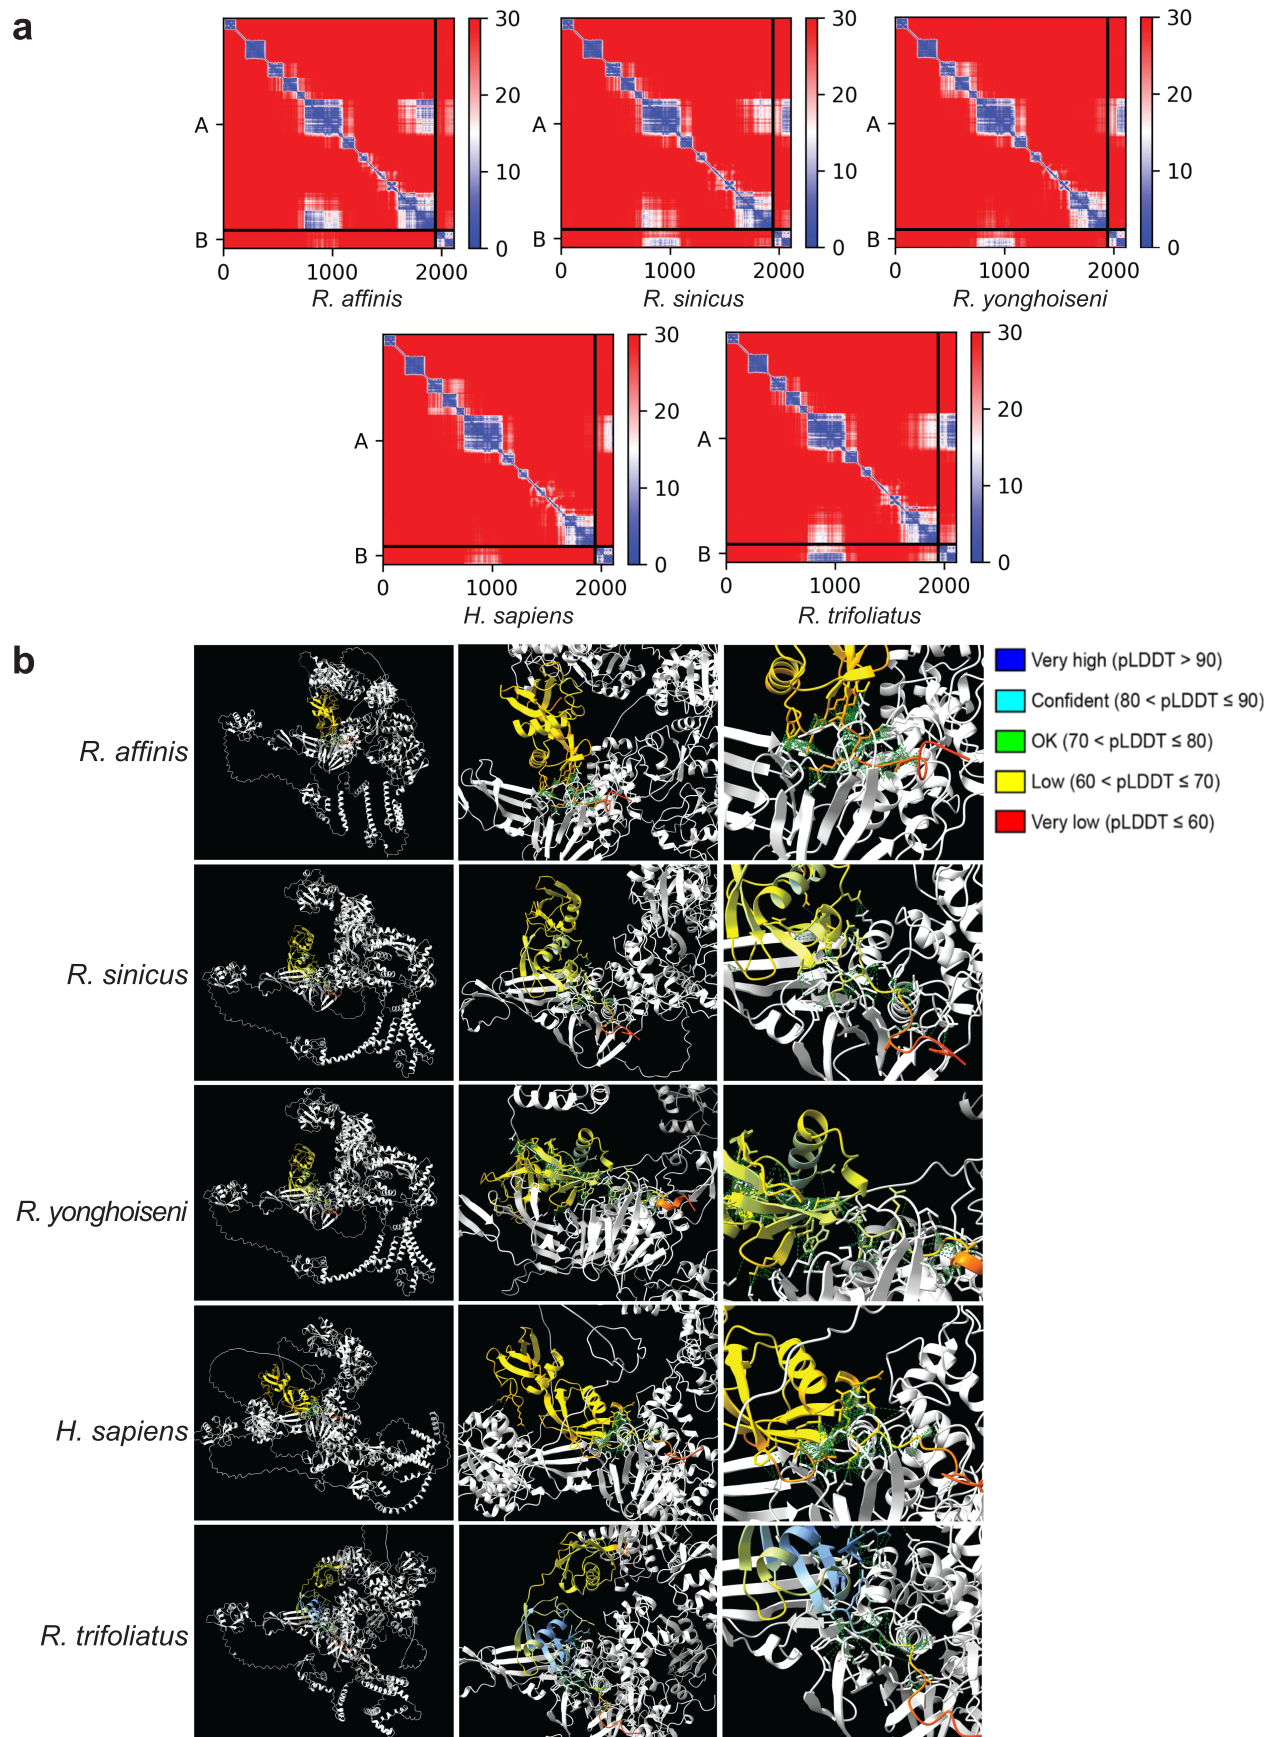 a
30
20
10
0
A
B
0 1000 2000
R. affinis
30
20
10
0
A
B
0 1000 2000
R. sinicus
30
20
10
0
A
B
0 1000 2000
R. yonghoiseni
30
20
10
0
A
B
0 1000 2000
H. sapiens
30
20
10
0
A
B
0 1000 2000
R. trifoliatus
b
R. affinis
R. sinicus
R. yonghoiseni
H. sapiens
R. trifoliatus
Very high (pLDDT > 90)
Confident (80 < pLDDT ≤ 90)
OK (70 < pLDDT ≤ 80)
Low (60 < pLDDT ≤ 70)
Very low (pLDDT ≤ 60)